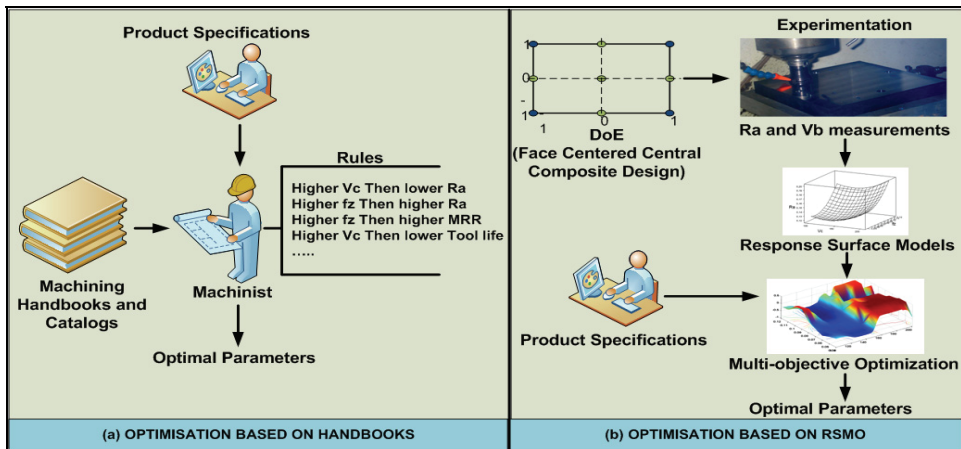 Product Specifications
Rules
Higher Vc Then lower Ra
Higher fz Then higher Ra
Higher fz Then higher MRR
Higher Vc Then lower Tool life
.....
Machining
Handbooks and
Catalogs
Machinist
Optimal Parameters
(a) OPTIMISATION BASED ON HANDBOOKS
1
0
-
1
-
1
0
1
DoE
(Face Centered Central
Composite Design)
Experimentation
Ra and Vb measurements
Response Surface Models
Product Specifications
Multi-objective Optimization
Optimal Parameters
(b) OPTIMISATION BASED ON RSMO